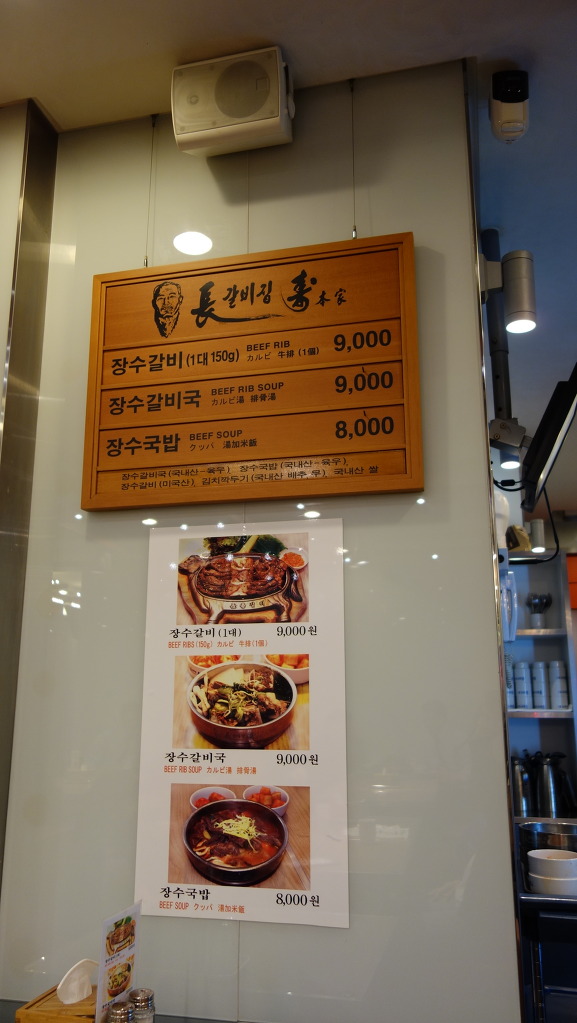 長 갈비집 壽 本家
장수갈비 (1대 150g) BEEF RIB カルビ 牛排 (1個) 9,000
장수갈비국 BEEF RIB SOUP カルビ湯 排骨湯 9,000
장수국밥 BEEF SOUP クッパ 湯加米飯 8,000
장수갈비국 (국내산-육우), 장수국밥 (국내산-육우),
장수갈비 (미국산), 김치깍두기 (국내산 배추, 무), 국내산 쌀
장수갈비 (1대) 9,000원
BEEF RIBS (150g) カルビ 牛排 (1個)
장수갈비국 9,000원
BEEF RIB SOUP カルビ湯 排骨湯
장수국밥 8,000원
BEEF SOUP クッパ 湯加米飯